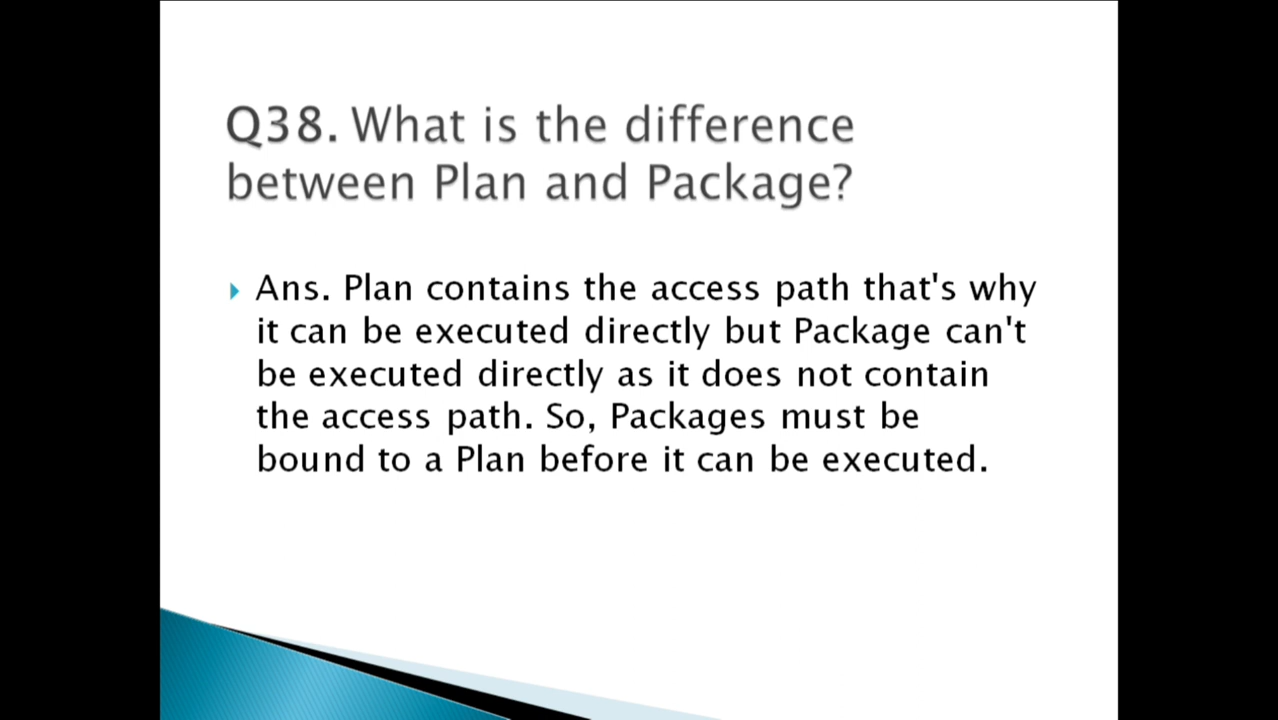 Q38. What is the difference
between Plan and Package?
Ans. Plan contains the access path that's why
it can be executed directly but Package can't
be executed directly as it does not contain
the access path. So, Packages must be
bound to a Plan before it can be executed.